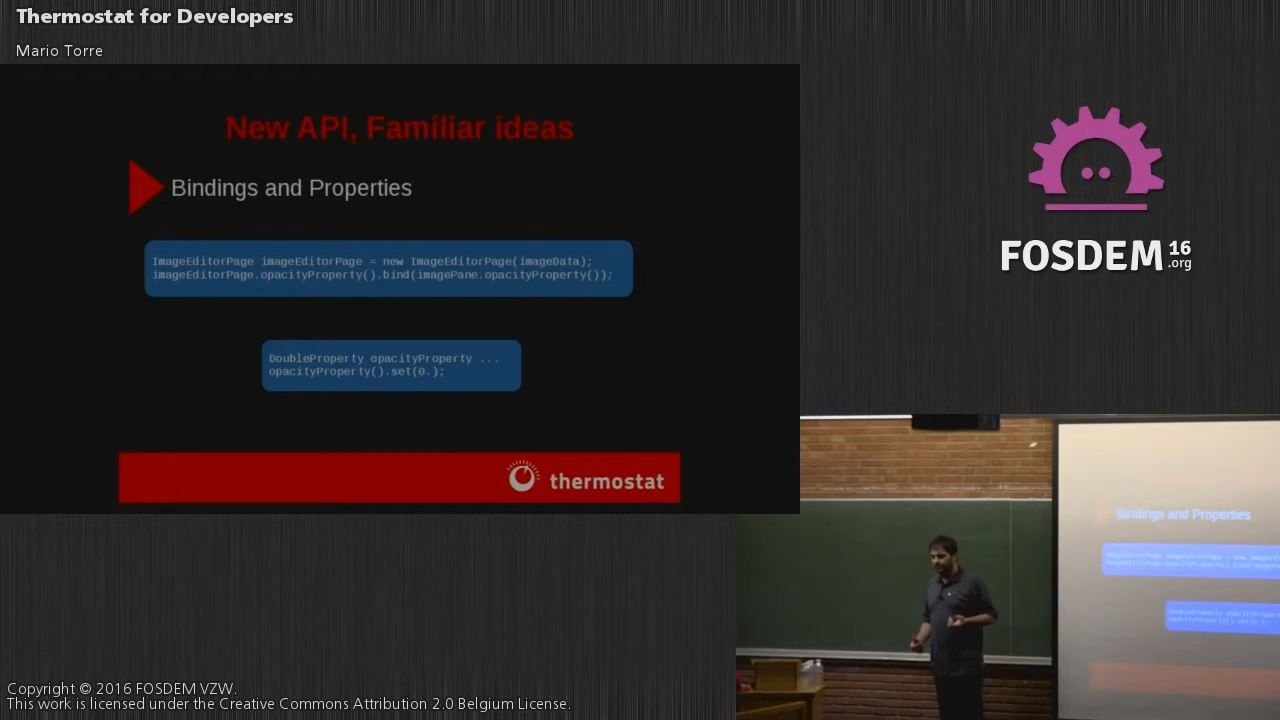 Thermostat for Developers
Mario Torre
New API, Familiar ideas
Bindings and Properties
ImageEditorPage imageEditorPage = new ImageEditorPage(imageData);
imageEditorPage.opacityProperty().bind(imagePane.opacityProperty());
DoubleProperty opacityProperty ...
opacityProperty().set(0.);
thermostat
FOSDEM 16
.org
Bindings and Properties
Copyright © 2016 FOSDEM VZW.
This work is licensed under the Creative Commons Attribution 2.0 Belgium License.